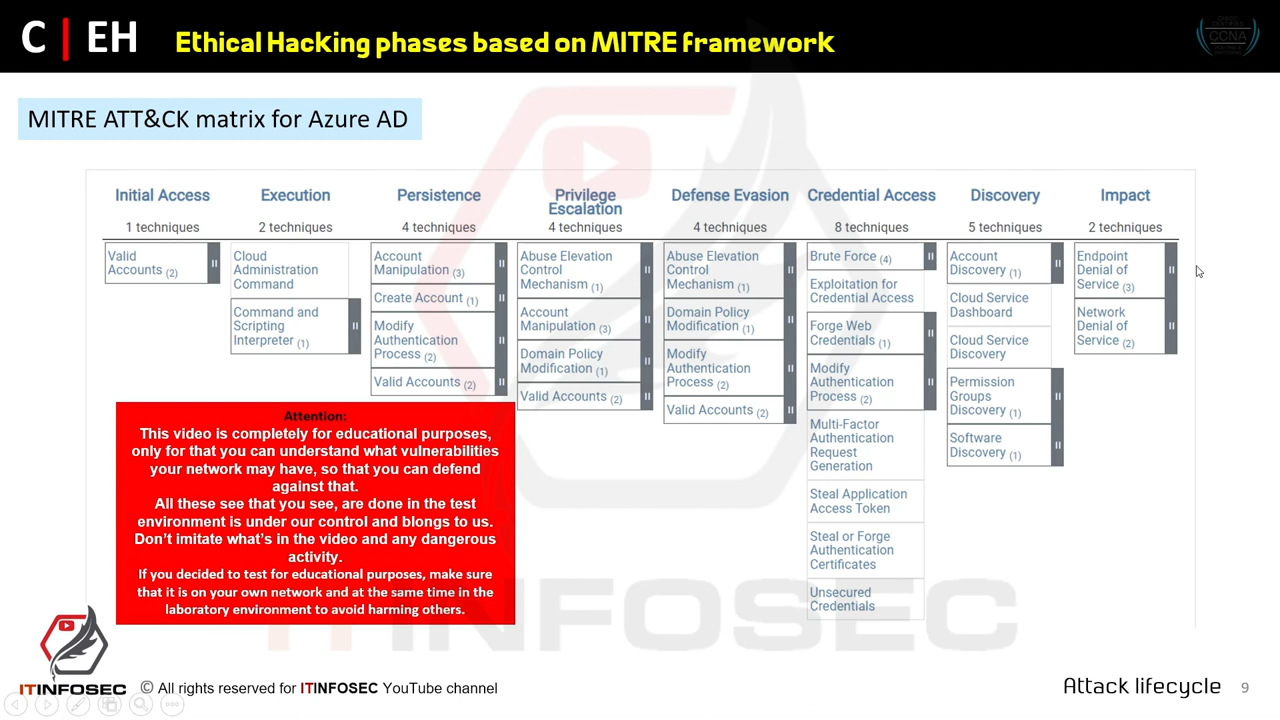 C | EH
Ethical Hacking phases based on MITRE framework
CCNA
MITRE ATT&CK matrix for Azure AD
Initial Access
1 techniques
Valid
Accounts (2)
Execution
2 techniques
Cloud
Administration
Command
Command and
Scripting
Interpreter (1)
Persistence
4 techniques
Account
Manipulation (3)
Create Account (1)
Modify
Authentication
Process (2)
Valid Accounts (2)
Privilege
Escalation
4 techniques
Abuse Elevation
Control
Mechanism (1)
Account
Manipulation (3)
Domain Policy
Modification (1)
Valid Accounts (2)
Defense Evasion
4 techniques
Abuse Elevation
Control
Mechanism (1)
Domain Policy
Modification (1)
Modify
Authentication
Process (2)
Valid Accounts (2)
Credential Access
8 techniques
Brute Force (4)
Exploitation for
Credential Access
Forge Web
Credentials (1)
Modify
Authentication
Process (2)
Multi-Factor
Authentication
Request
Generation
Steal Application
Access Token
Steal or Forge
Authentication
Certificates
Unsecured
Credentials
Discovery
5 techniques
Account
Discovery (1)
Cloud Service
Dashboard
Cloud Service
Discovery
Permission
Groups
Discovery (1)
Software
Discovery (1)
Impact
2 techniques
Endpoint
Denial of
Service (3)
Network
Denial of
Service (2)
Attention:
This video is completely for educational purposes,
only for that you can understand what vulnerabilities
your network may have, so that you can defend
against that.
All these see that you see, are done in the test
environment is under our control and blongs to us.
Don't imitate what's in the video and any dangerous
activity.
If you decided to test for educational purposes, make sure
that it is on your own network and at the same time in the
laboratory environment to avoid harming others.
ITINFOSEC
ITINFOSEC
© All rights reserved for ITINFOSEC YouTube channel
Attack lifecycle
9